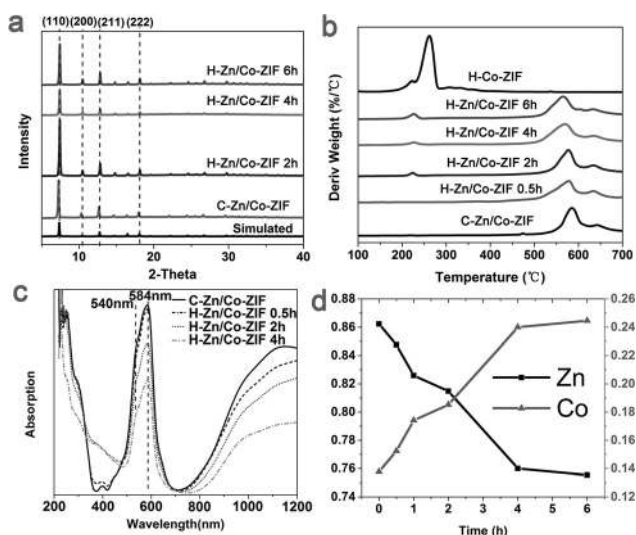 a
(110) (200) (211) (222)
H-Zn/Co-ZIF 6h
H-Zn/Co-ZIF 4h
H-Zn/Co-ZIF 2h
C-Zn/Co-ZIF
Simulated
Intensity
0 10 20 30 40
2-Theta
b
H-Co-ZIF
H-Zn/Co-ZIF 6h
H-Zn/Co-ZIF 4h
H-Zn/Co-ZIF 2h
H-Zn/Co-ZIF 0.5h
C-Zn/Co-ZIF
Deriv Weight (%/℃)
100 200 300 400 500 600 700
Temperature (℃)
c
540nm
584nm
C-Zn/Co-ZIF
H-Zn/Co-ZIF 0.5h
H-Zn/Co-ZIF 2h
H-Zn/Co-ZIF 4h
Absorption
200 400 600 800 1000 1200
Wavelength(nm)
d
0.88
0.86
0.84
0.82
0.80
0.78
0.76
0.74
Zn
Co
0.26
0.24
0.22
0.20
0.18
0.16
0.14
0.12
0 1 2 3 4 5 6
Time (h)